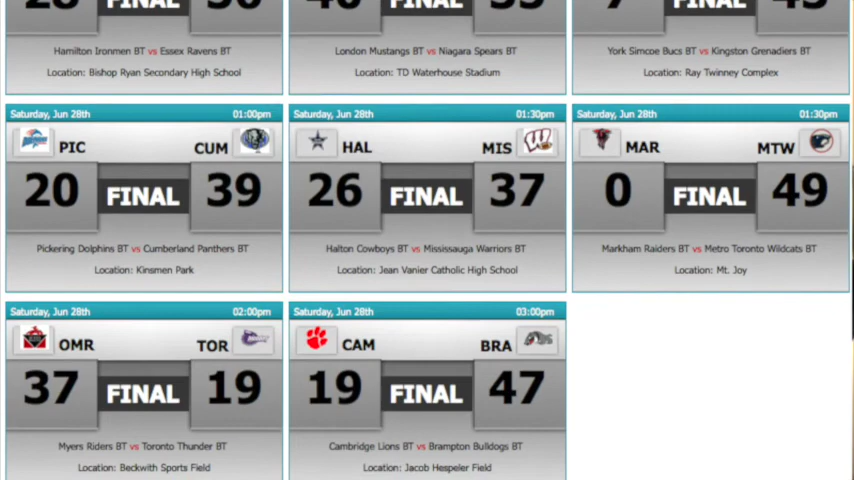 FINAL FINAL FINAL
Hamilton Ironmen BT vs Essex Ravens BT
Location: Bishop Ryan Secondary High School
London Mustangs BT vs Niagara Spears BT
Location: TD Waterhouse Stadium
York Simcoe Bucs BT vs Kingston Grenadiers BT
Location: Ray Twinney Complex
Saturday, Jun 28th 01:00pm
PIC CUM
20 FINAL 39
Pickering Dolphins BT vs Cumberland Panthers BT
Location: Kinsmen Park
Saturday, Jun 28th 01:30pm
HAL MIS
26 FINAL 37
Halton Cowboys BT vs Mississauga Warriors BT
Location: Jean Vanier Catholic High School
Saturday, Jun 28th 01:30pm
MAR MTW
0 FINAL 49
Markham Raiders BT vs Metro Toronto Wildcats BT
Location: Mt. Joy
Saturday, Jun 28th 02:00pm
OMR TOR
37 FINAL 19
Myers Riders BT vs Toronto Thunder BT
Location: Beckwith Sports Field
Saturday, Jun 28th 03:00pm
CAM BRA
19 FINAL 47
Cambridge Lions BT vs Brampton Bulldogs BT
Location: Jacob Hespeler Field